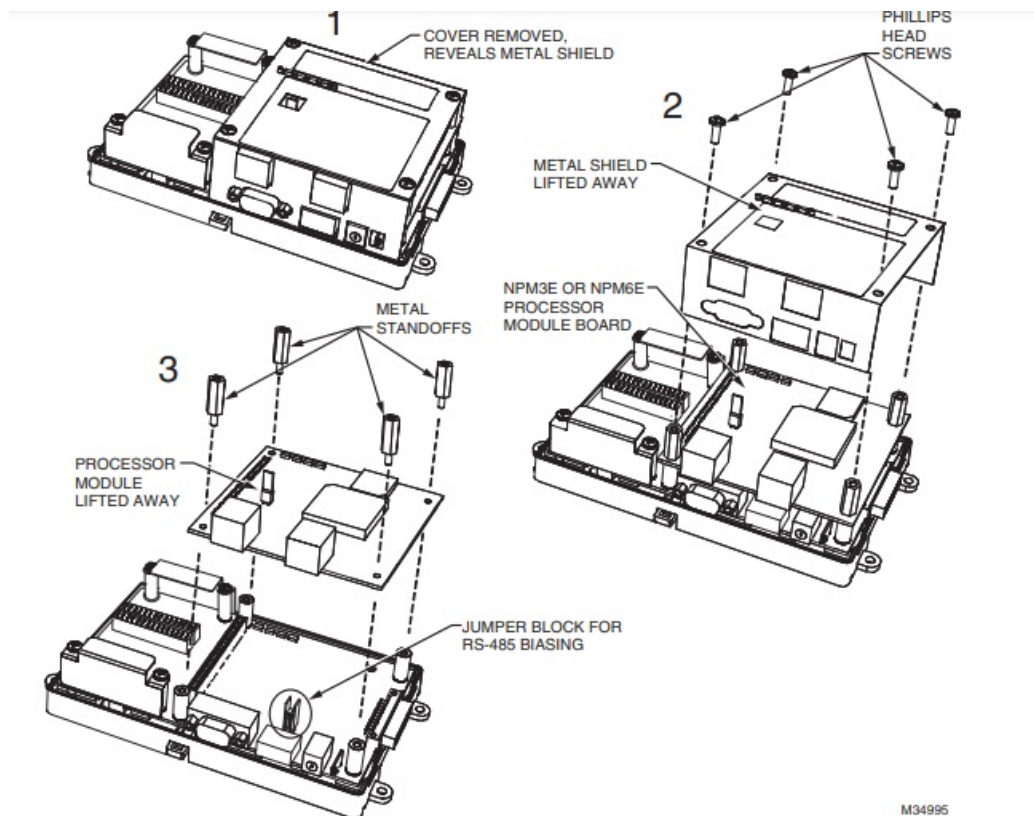 1
COVER REMOVED,
REVEALS METAL SHIELD
PHILLIPS
HEAD
SCREWS
2
METAL SHIELD
LIFTED AWAY
NPM3E OR NPM6E
PROCESSOR
MODULE BOARD
METAL
STANDOFFS
3
PROCESSOR
MODULE
LIFTED AWAY
JUMPER BLOCK FOR
RS-485 BIASING
M34995